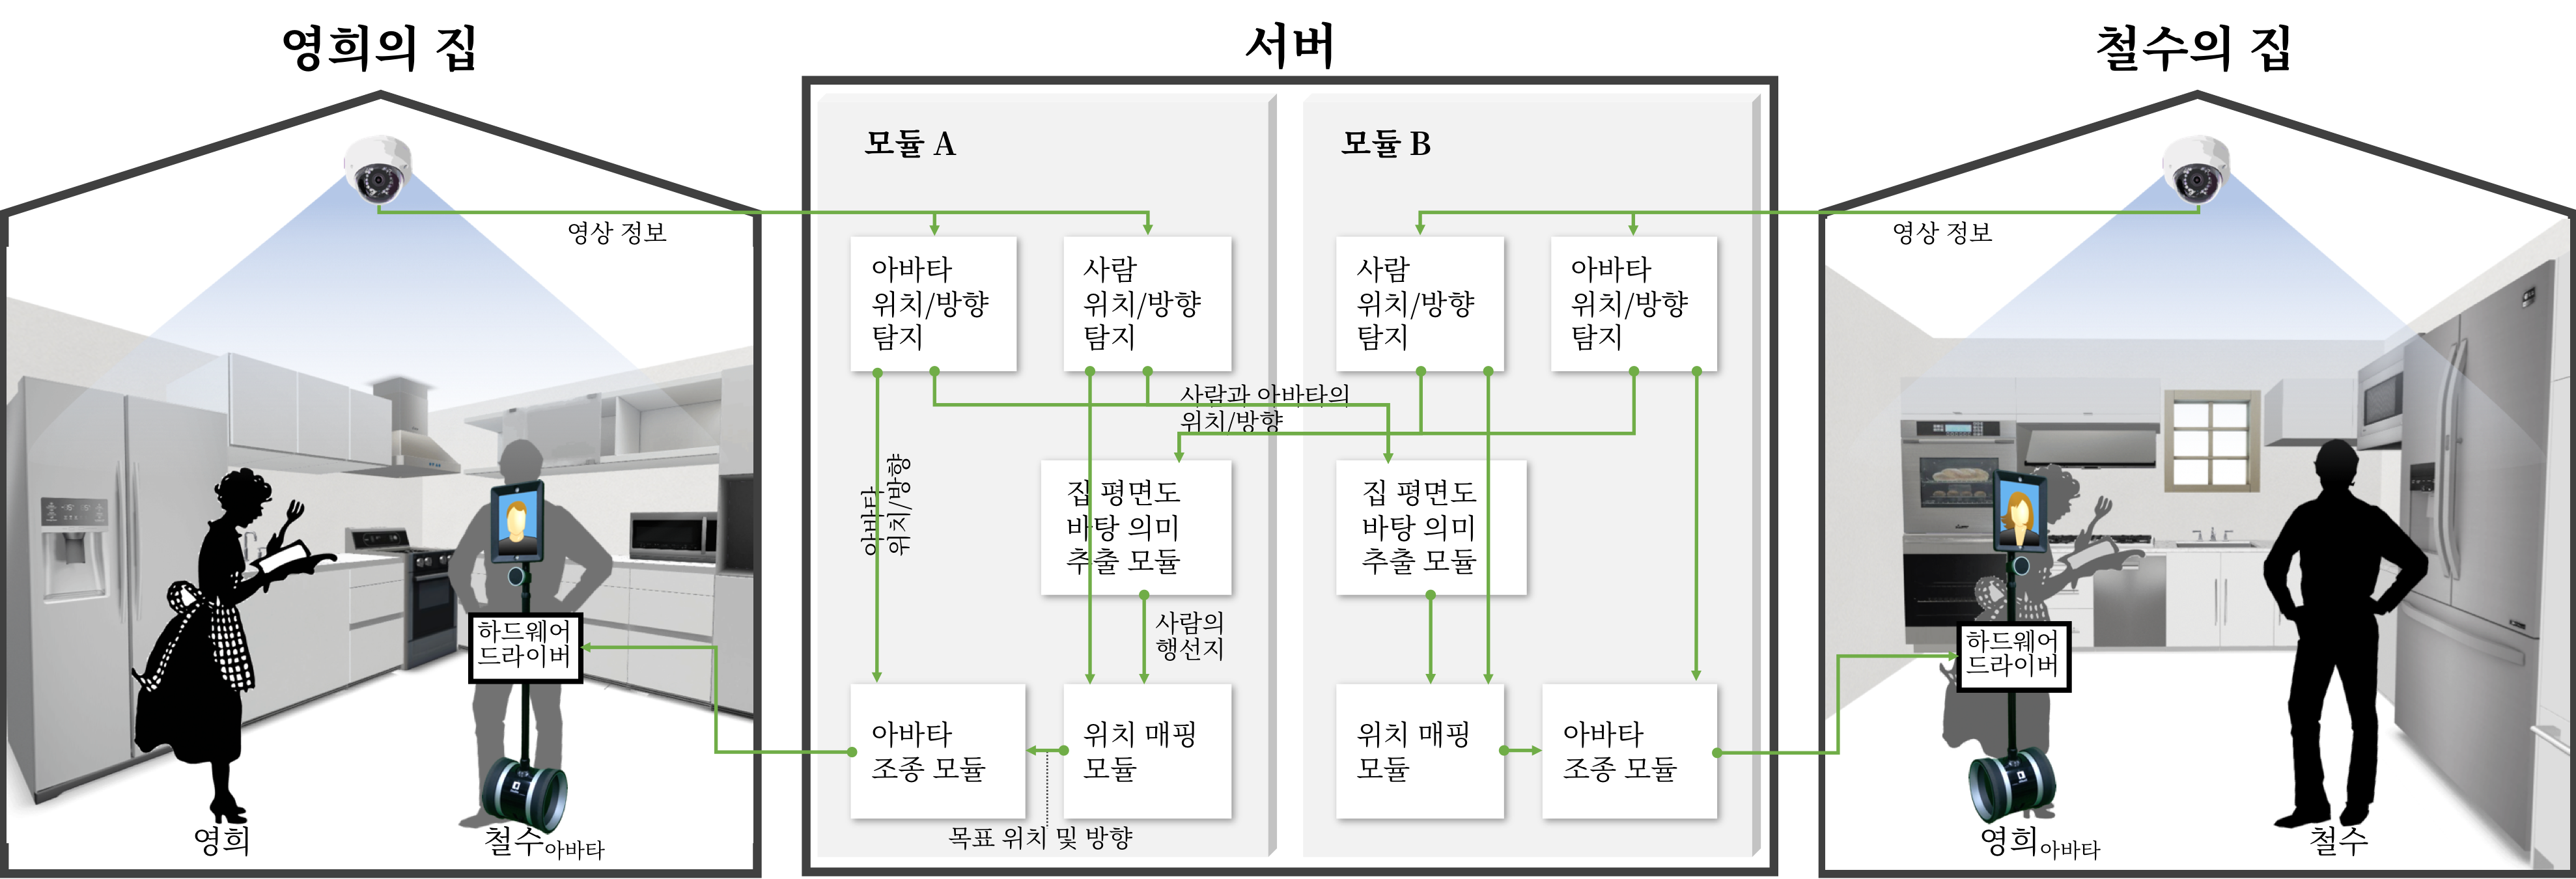 영희의 집
서버
철수의 집
모듈 A
모듈 B
영상 정보
영상 정보
아바타
위치/방향
탐지
사람
위치/방향
탐지
사람
위치/방향
탐지
아바타
위치/방향
탐지
사람과 아바타의
위치/방향
아바타
위치/방향
집 평면도
바탕 의미
추출 모듈
집 평면도
바탕 의미
추출 모듈
사람의
행선지
하드웨어
드라이버
하드웨어
드라이버
아바타
조종 모듈
위치 매핑
모듈
위치 매핑
모듈
아바타
조종 모듈
목표 위치 및 방향
영희
철수아바타
영희아바타
철수